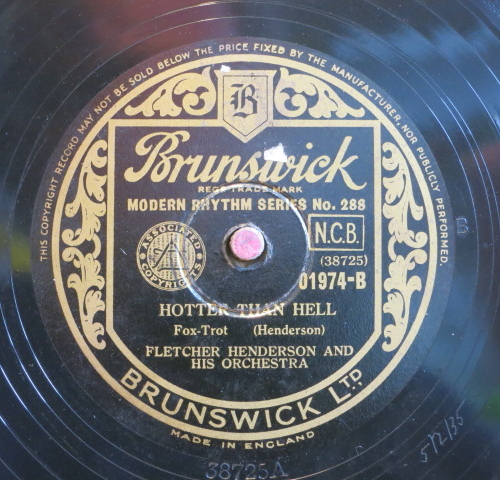 THIS COPYRIGHT RECORD MAY NOT BE SOLD BELOW THE PRICE FIXED BY THE MANUFACTURER, NOR PUBLICLY PERFORMED.
B
Brunswick
REGD TRADE MARK
MODERN RHYTHM SERIES No. 288
N.C.B.
ASSOCIATED
COPYRIGHTS
(38725)
01974-B
HOTTER THAN HELL
Fox-Trot (Henderson)
FLETCHER HENDERSON AND
HIS ORCHESTRA
BRUNSWICK LTD.
MADE IN ENGLAND
38725A